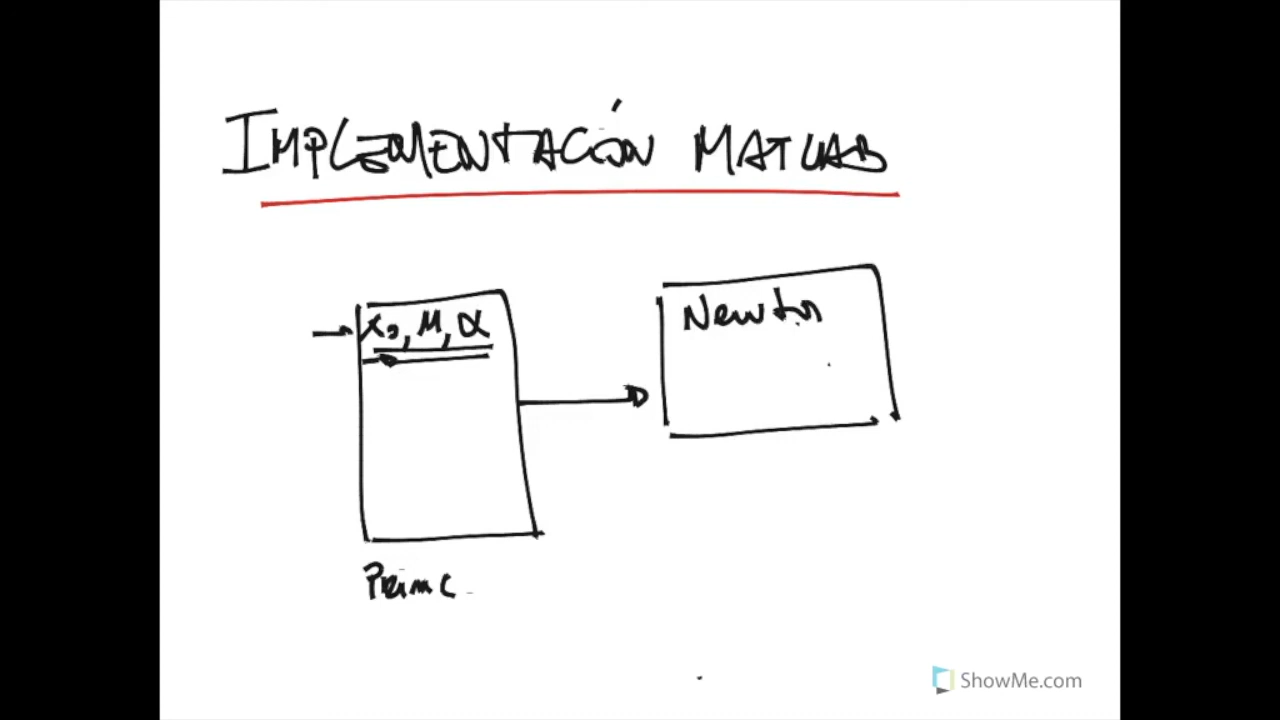 IMPLEMENTACIÓN MATLAB
x₀, μ, α
Newton
ShowMe.com